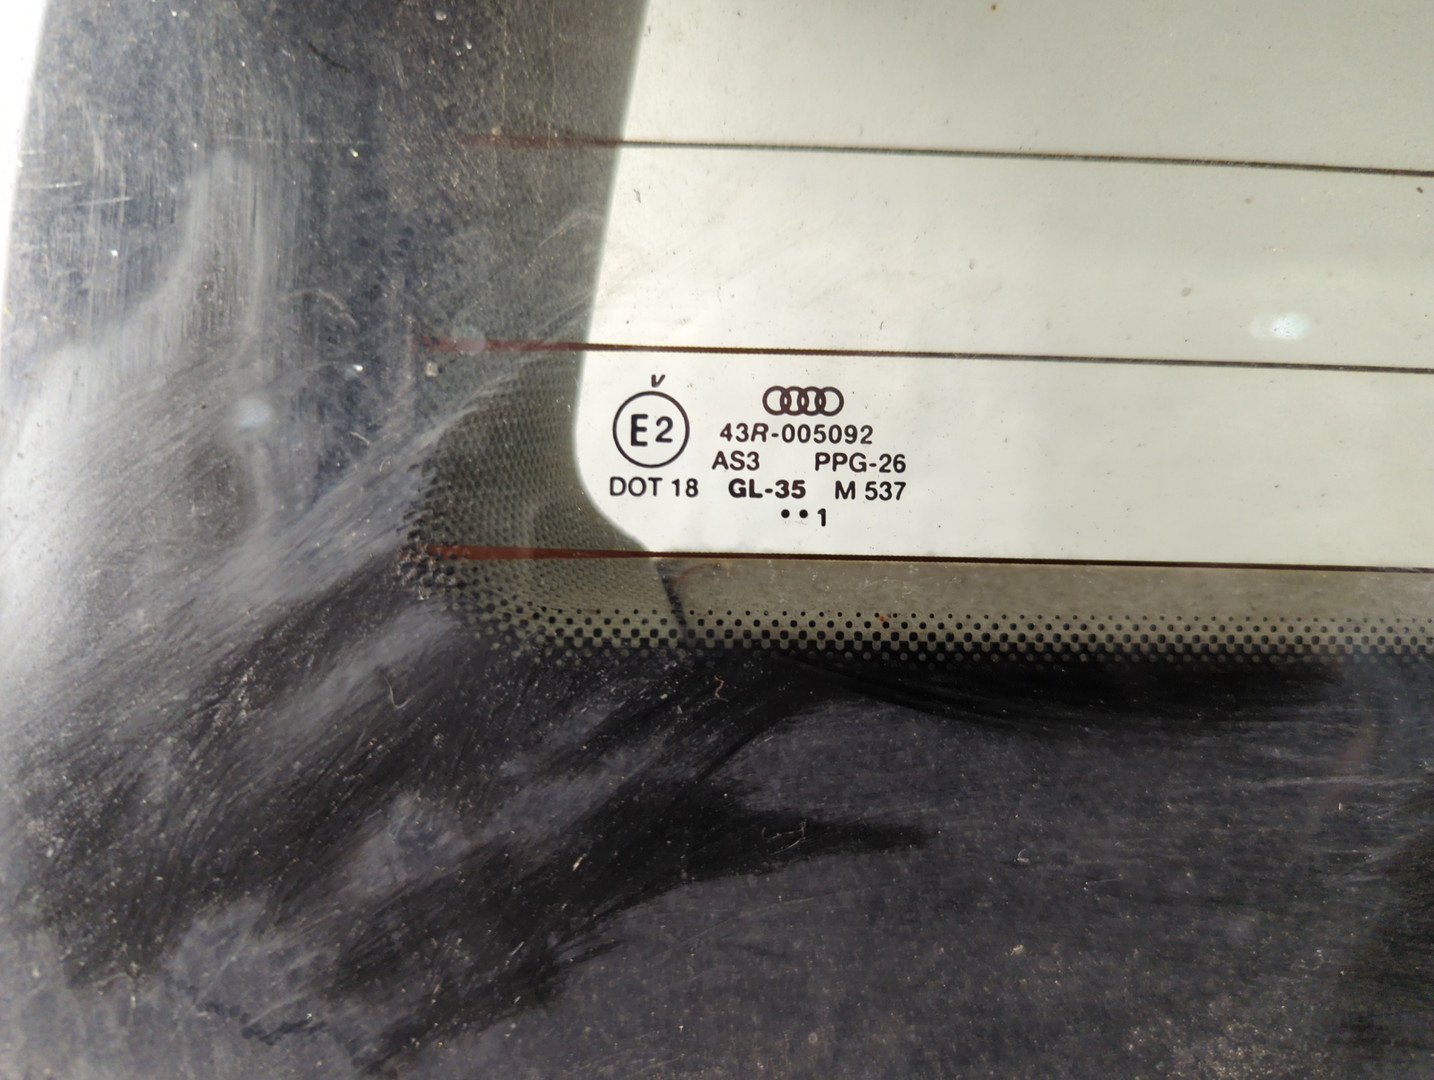 V
E2
43R-005092
AS3 PPG-26
DOT 18 GL-35 M 537
••1